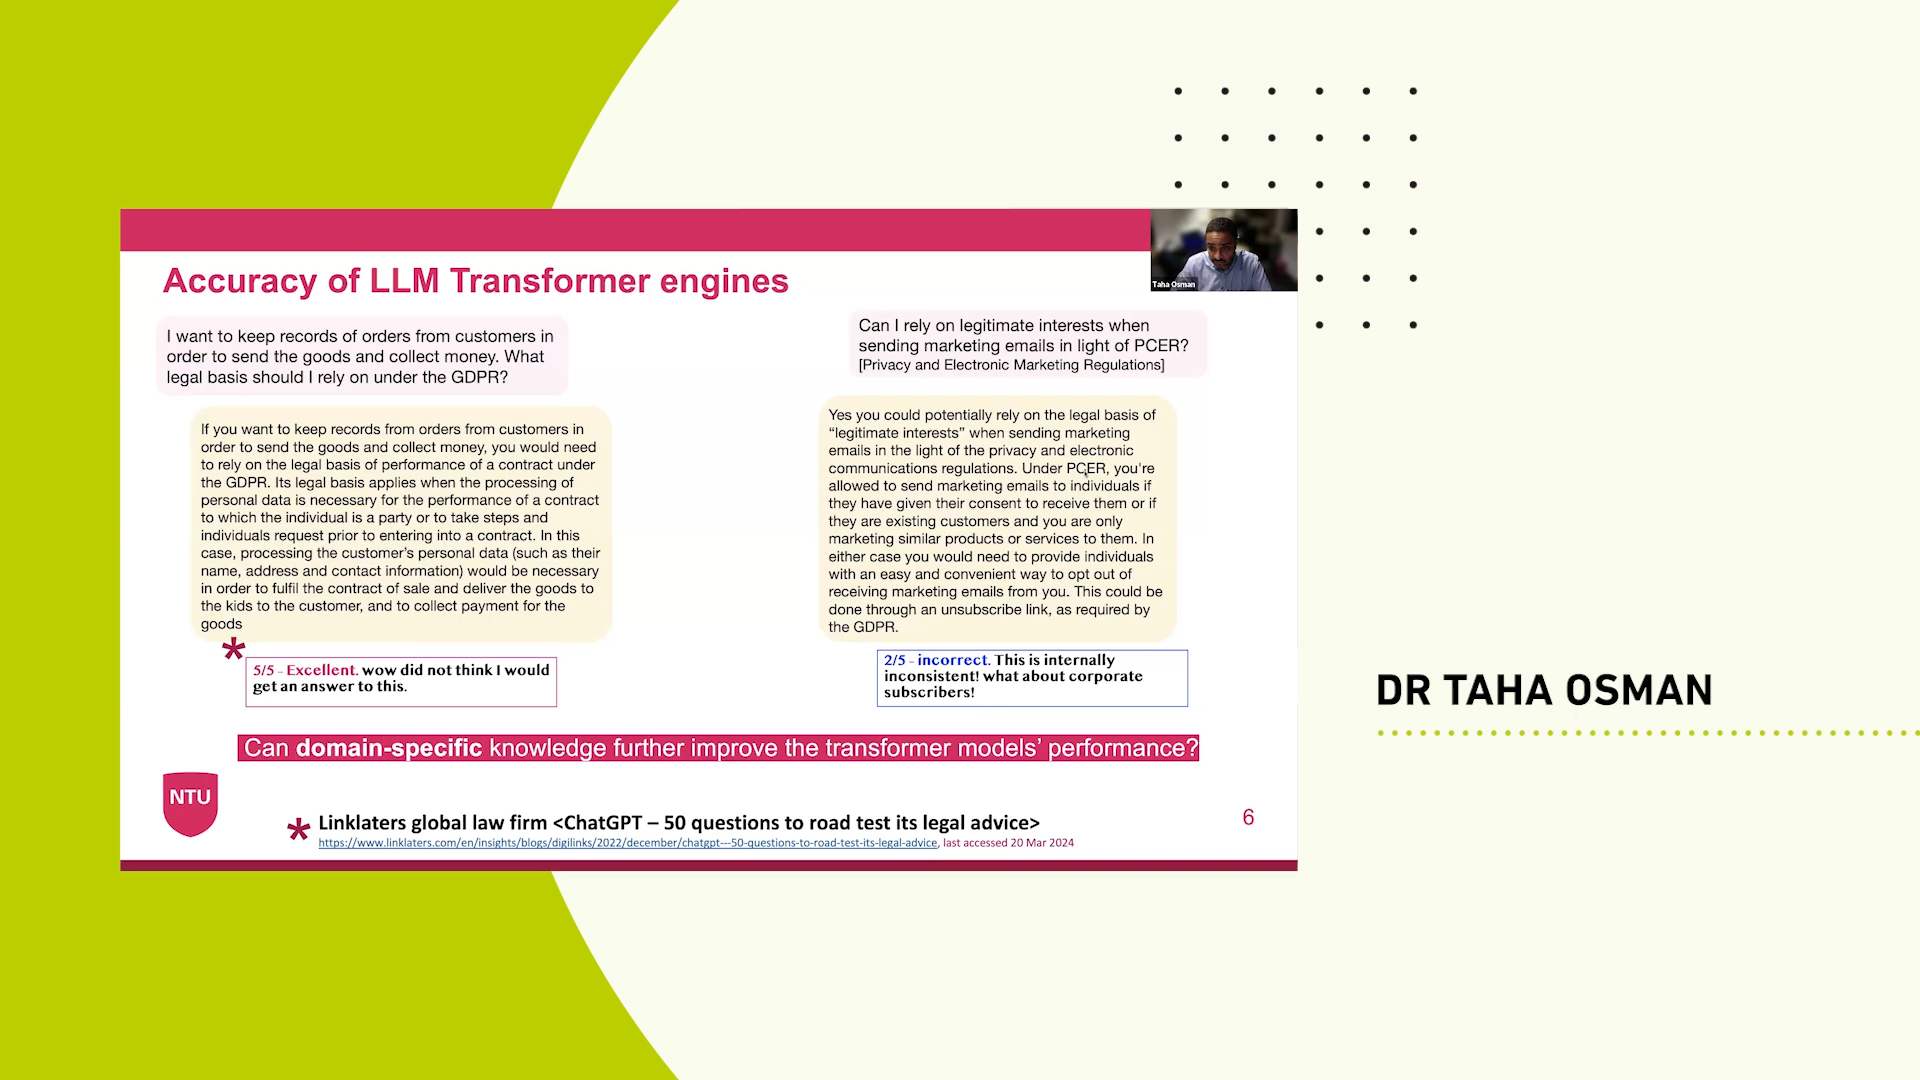 Taha Osman
Accuracy of LLM Transformer engines
I want to keep records of orders from customers in
order to send the goods and collect money. What
legal basis should I rely on under the GDPR?
If you want to keep records from orders from customers in
order to send the goods and collect money, you would need
to rely on the legal basis of performance of a contract under
the GDPR. Its legal basis applies when the processing of
personal data is necessary for the performance of a contract
to which the individual is a party or to take steps and
individuals request prior to entering into a contract. In this
case, processing the customer's personal data (such as their
name, address and contact information) would be necessary
in order to fulfil the contract of sale and deliver the goods to
the kids to the customer, and to collect payment for the
goods
*
5/5 - Excellent. wow did not think I would
get an answer to this.
Can I rely on legitimate interests when
sending marketing emails in light of PCER?
[Privacy and Electronic Marketing Regulations]
Yes you could potentially rely on the legal basis of
“legitimate interests” when sending marketing
emails in the light of the privacy and electronic
communications regulations. Under PCER, you're
allowed to send marketing emails to individuals if
they have given their consent to receive them or if
they are existing customers and you are only
marketing similar products or services to them. In
either case you would need to provide individuals
with an easy and convenient way to opt out of
receiving marketing emails from you. This could be
done through an unsubscribe link, as required by
the GDPR.
2/5 - incorrect. This is internally
inconsistent! what about corporate
subscribers!
Can domain-specific knowledge further improve the transformer models' performance?
NTU
* Linklaters global law firm <ChatGPT – 50 questions to road test its legal advice>
https://www.linklaters.com/en/insights/blogs/digilinks/2022/december/chatgpt---50-questions-to-road-test-its-legal-advice, last accessed 20 Mar 2024
6
DR TAHA OSMAN